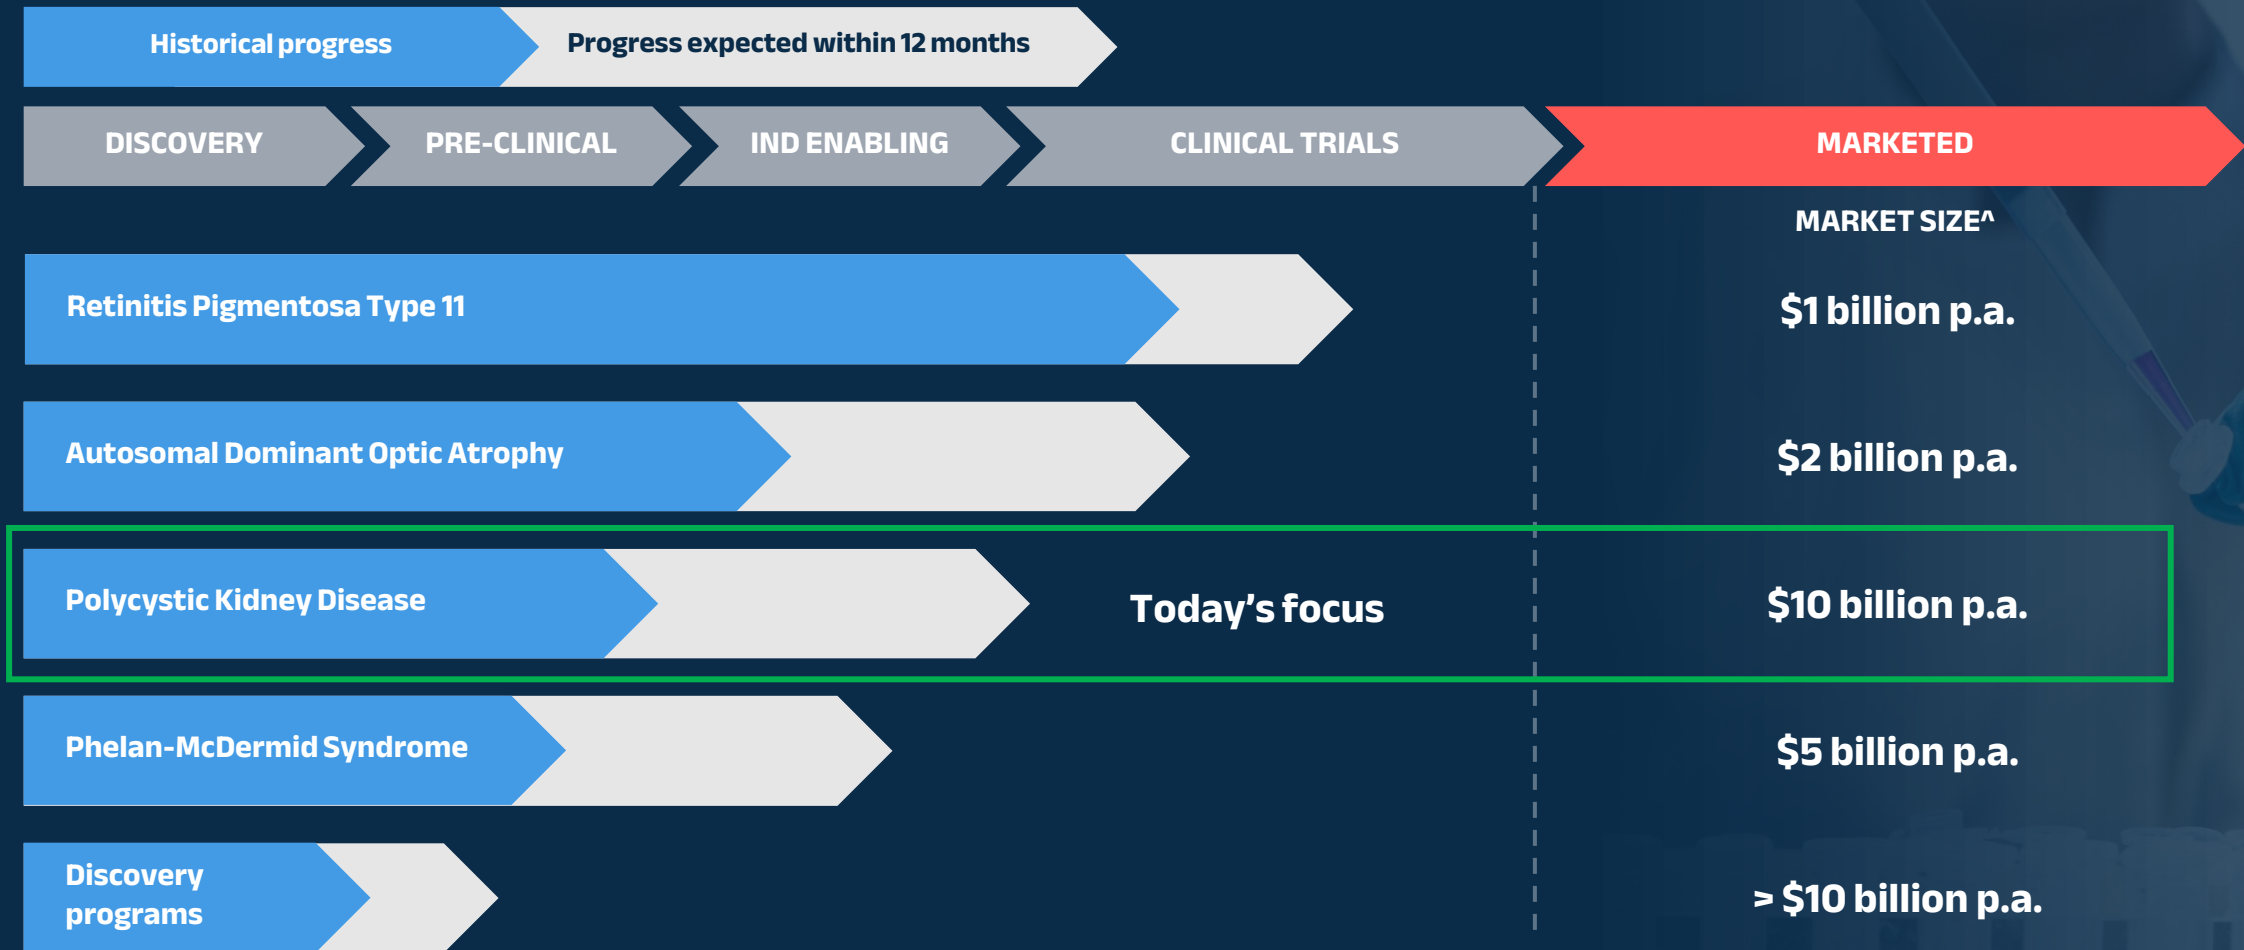 Historical progress
Progress expected within 12 months
DISCOVERY
PRE-CLINICAL
IND ENABLING
CLINICAL TRIALS
MARKETED
MARKET SIZE^
Retinitis Pigmentosa Type 11
$1 billion p.a.
Autosomal Dominant Optic Atrophy
$2 billion p.a.
Polycystic Kidney Disease
Today's focus
$10 billion p.a.
Phelan-McDermid Syndrome
$5 billion p.a.
Discovery
programs
> $10 billion p.a.